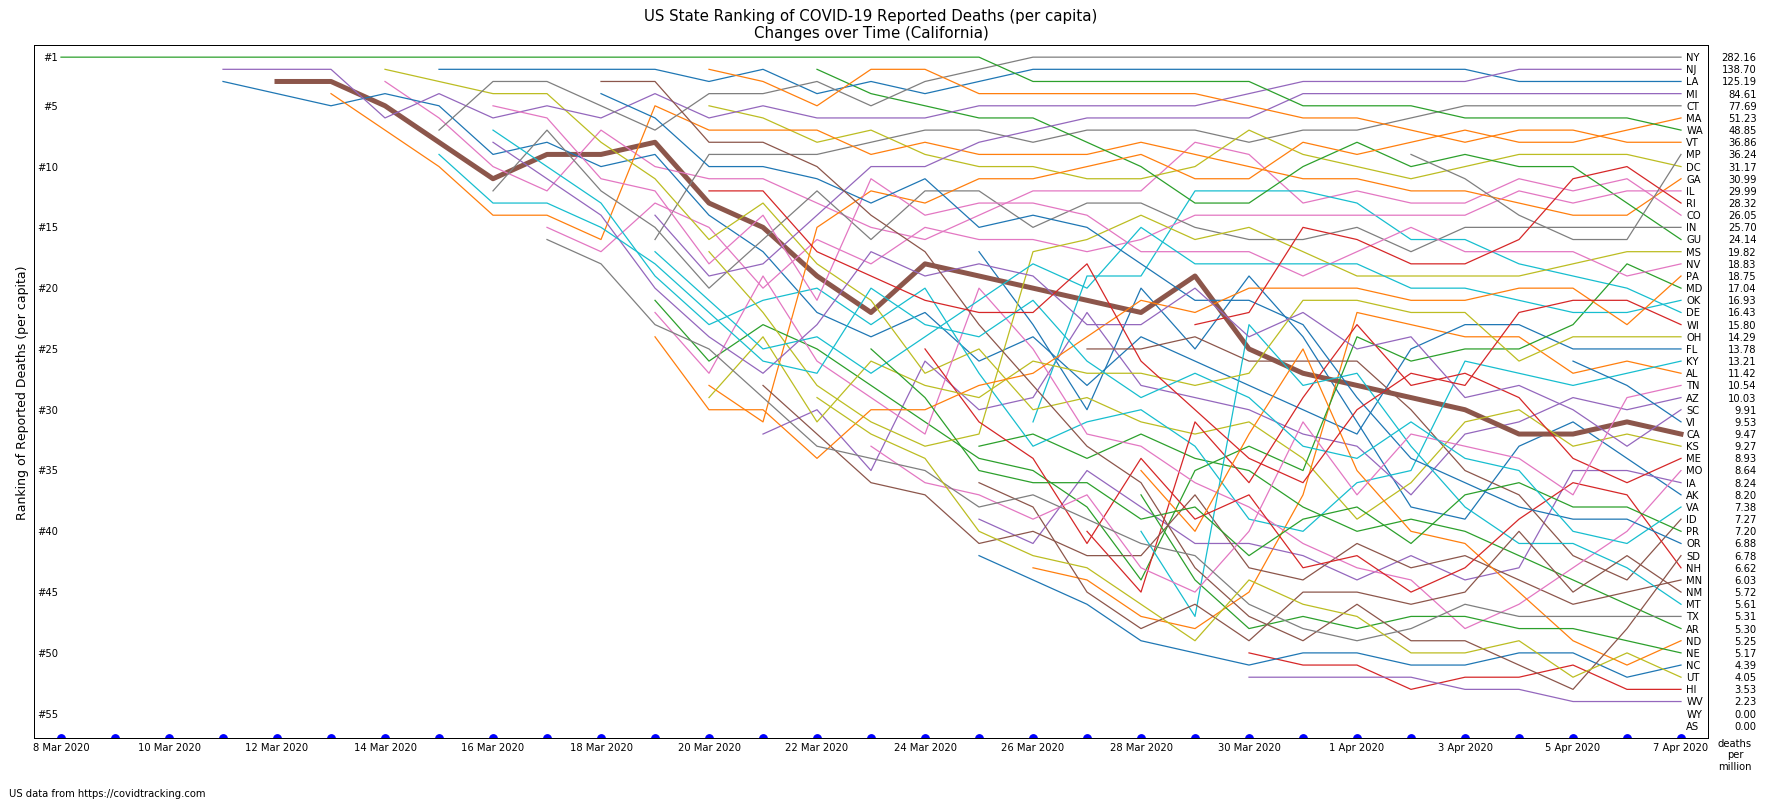 US State Ranking of COVID-19 Reported Deaths (per capita)
Changes over Time (California)
Ranking of Reported Deaths (per capita)
#1
#5
#10
#15
#20
#25
#30
#35
#40
#45
#50
#55
NY 282.16
NJ 138.70
LA 125.19
MI 84.61
CT 77.69
MA 51.23
WA 48.85
VT 36.86
MP 36.24
DC 31.17
GA 30.99
IL 29.99
RI 28.32
CO 26.05
IN 25.70
GU 24.14
MS 19.82
NV 18.83
PA 18.75
MD 17.04
OK 16.93
DE 16.43
WI 15.80
OH 14.29
FL 13.78
KY 13.21
AL 11.42
TN 10.54
AZ 10.03
SC 9.91
VI 9.53
CA 9.47
KS 9.27
ME 8.93
MO 8.64
IA 8.24
AK 8.20
VA 7.38
ID 7.27
PR 7.20
OR 6.88
SD 6.78
NH 6.62
MN 6.03
NM 5.72
MT 5.61
TX 5.31
AR 5.30
ND 5.25
NE 5.17
NC 4.39
UT 4.05
HI 3.53
WV 2.23
WY 0.00
AS 0.00
8 Mar 2020 10 Mar 2020 12 Mar 2020 14 Mar 2020 16 Mar 2020 18 Mar 2020 20 Mar 2020 22 Mar 2020 24 Mar 2020 26 Mar 2020 28 Mar 2020 30 Mar 2020 1 Apr 2020 3 Apr 2020 5 Apr 2020 7 Apr 2020
deaths
per
million
US data from https://covidtracking.com